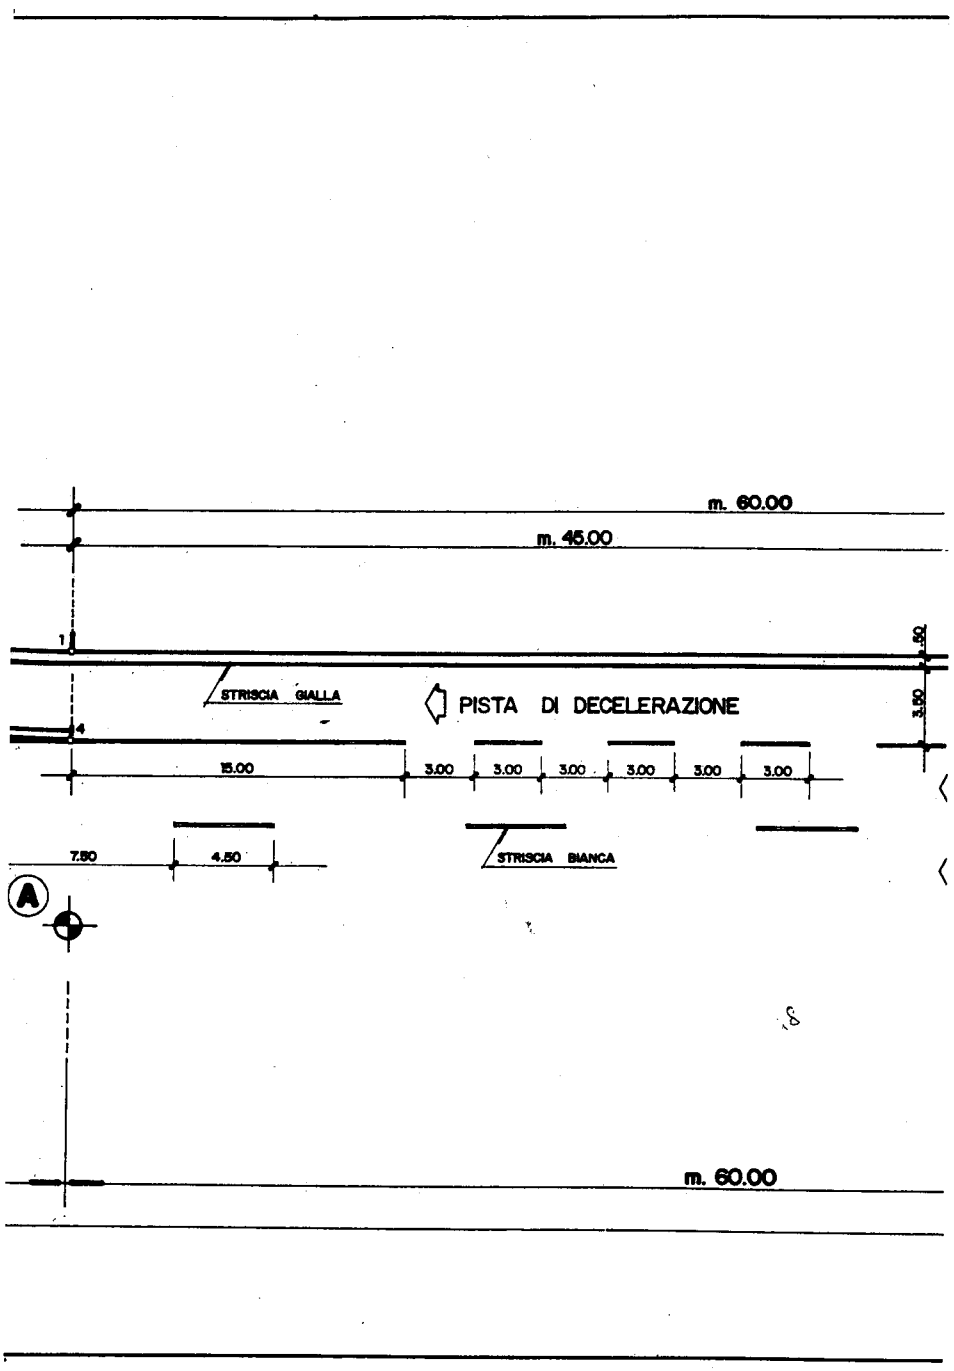 m. 60.00
m. 45.00
1
.50
STRISCIA GIALLA
PISTA DI DECELERAZIONE
3.50
4
15.00 3.00 3.00 3.00 3.00 3.00 3.00
7.50 4.50
STRISCIA BIANCA
A
m. 60.00